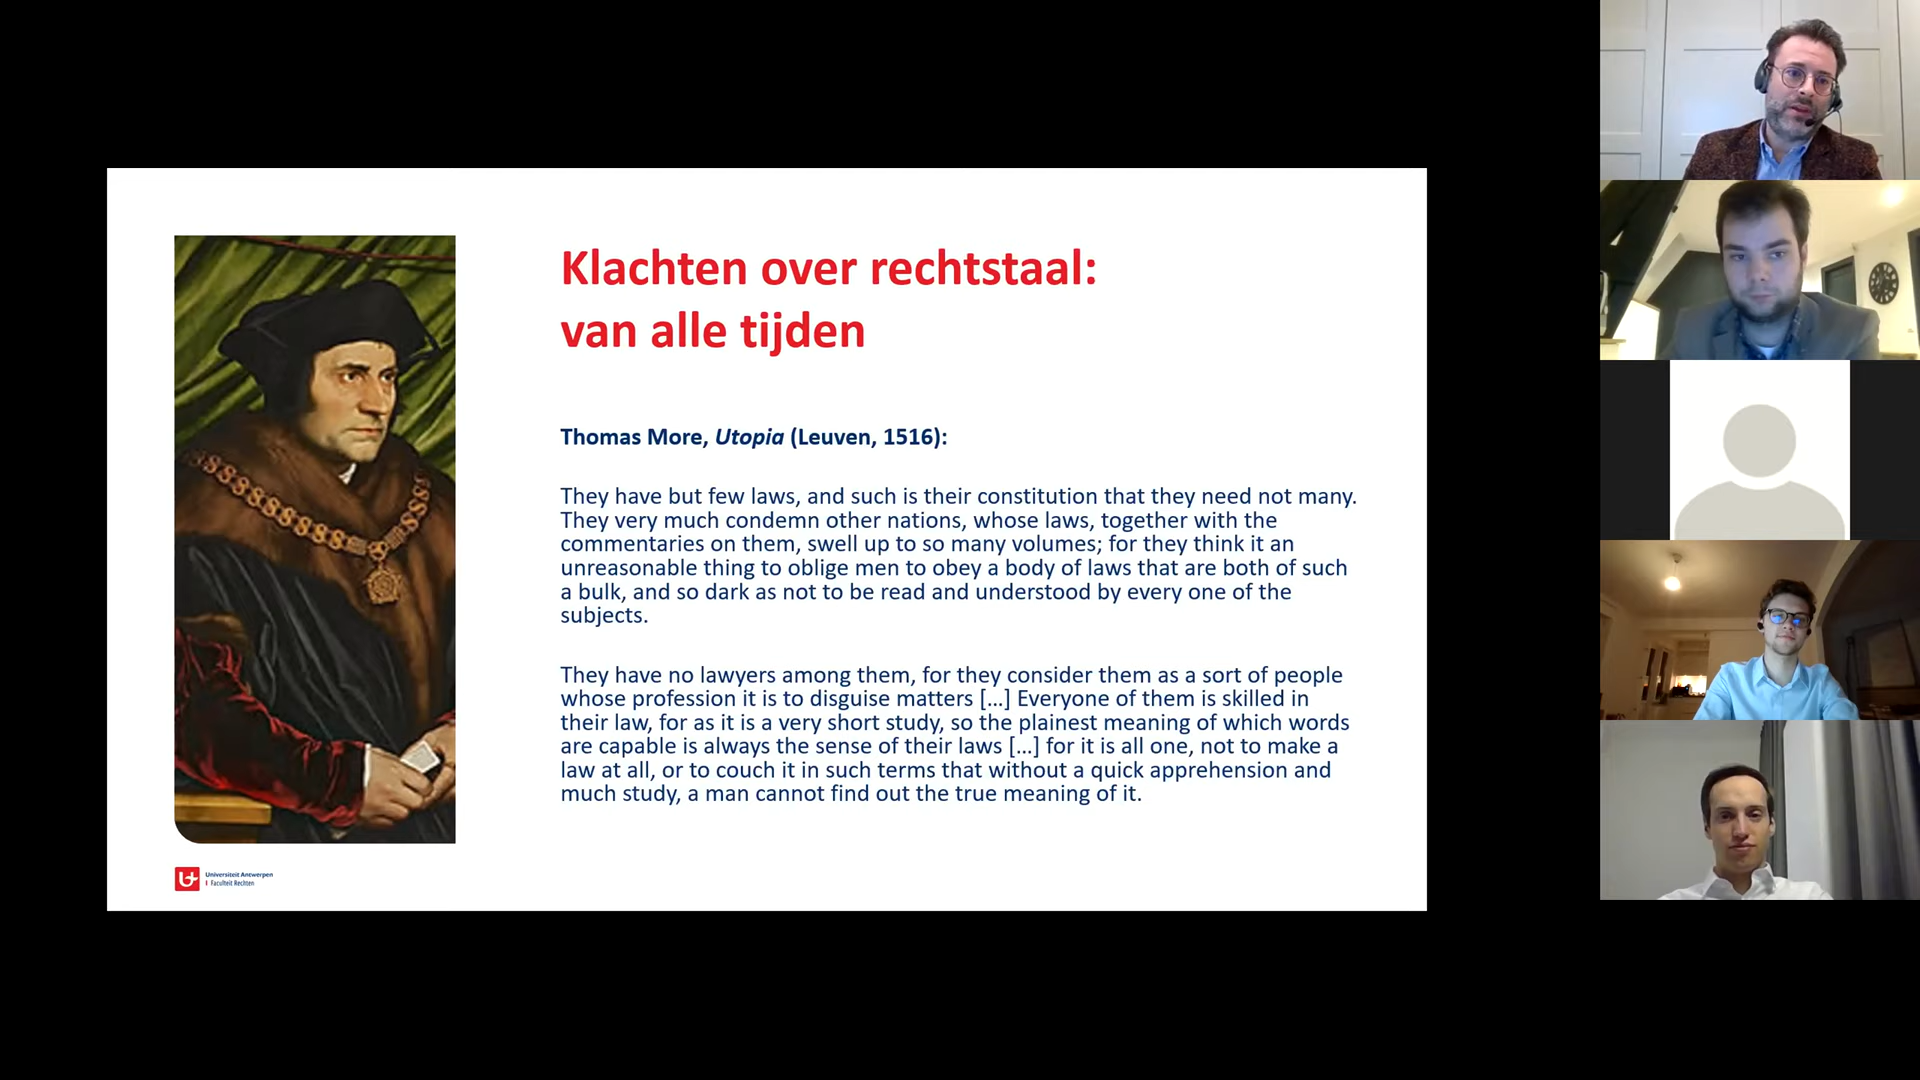 Klachten over rechtstaal:
van alle tijden
Thomas More, Utopia (Leuven, 1516):
They have but few laws, and such is their constitution that they need not many.
They very much condemn other nations, whose laws, together with the
commentaries on them, swell up to so many volumes; for they think it an
unreasonable thing to oblige men to obey a body of laws that are both of such
a bulk, and so dark as not to be read and understood by every one of the
subjects.
They have no lawyers among them, for they consider them as a sort of people
whose profession it is to disguise matters […] Everyone of them is skilled in
their law, for as it is a very short study, so the plainest meaning of which words
are capable is always the sense of their laws […] for it is all one, not to make a
law at all, or to couch it in such terms that without a quick apprehension and
much study, a man cannot find out the true meaning of it.
Universiteit Antwerpen
| Faculteit Rechten